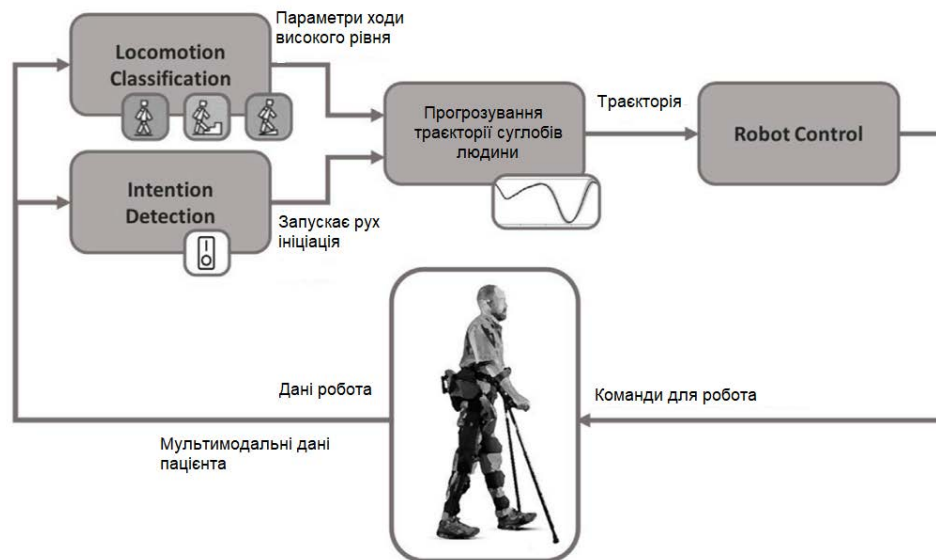 Параметри ходи
високого рівня
Locomotion
Classification
Прогрозування
траєкторії суглобів
людини
Траєкторія
Robot Control
Intention
Detection
Запускає рух
ініціація
Дані робота
Мультимодальні дані
пацієнта
Команди для робота